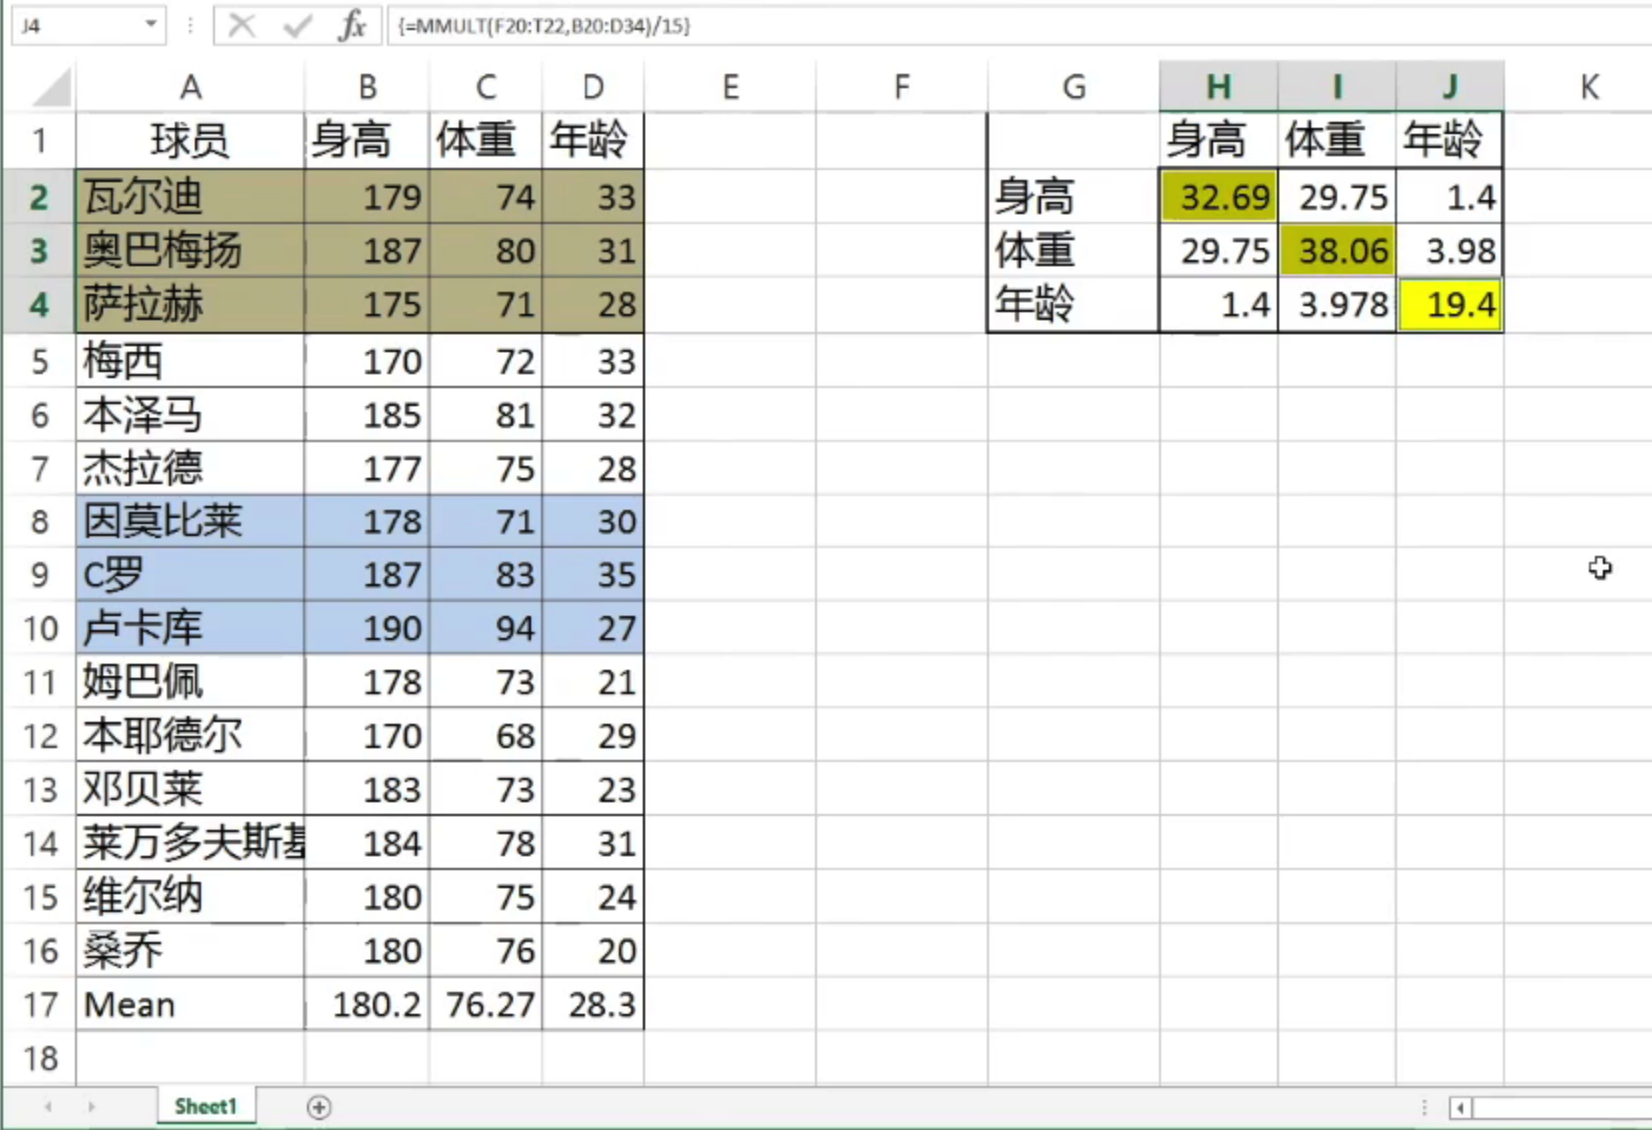 J4 fx {=MMULT(F20:T22,B20:D34)/15}
A B C D E F G H I J K
1 球员 身高 体重 年龄 身高 体重 年龄
2 瓦尔迪 179 74 33 身高 32.69 29.75 1.4
3 奥巴梅扬 187 80 31 体重 29.75 38.06 3.98
4 萨拉赫 175 71 28 年龄 1.4 3.978 19.4
5 梅西 170 72 33
6 本泽马 185 81 32
7 杰拉德 177 75 28
8 因莫比莱 178 71 30
9 C罗 187 83 35
10 卢卡库 190 94 27
11 姆巴佩 178 73 21
12 本耶德尔 170 68 29
13 邓贝莱 183 73 23
14 莱万多夫斯基 184 78 31
15 维尔纳 180 75 24
16 桑乔 180 76 20
17 Mean 180.2 76.27 28.3
18
Sheet1